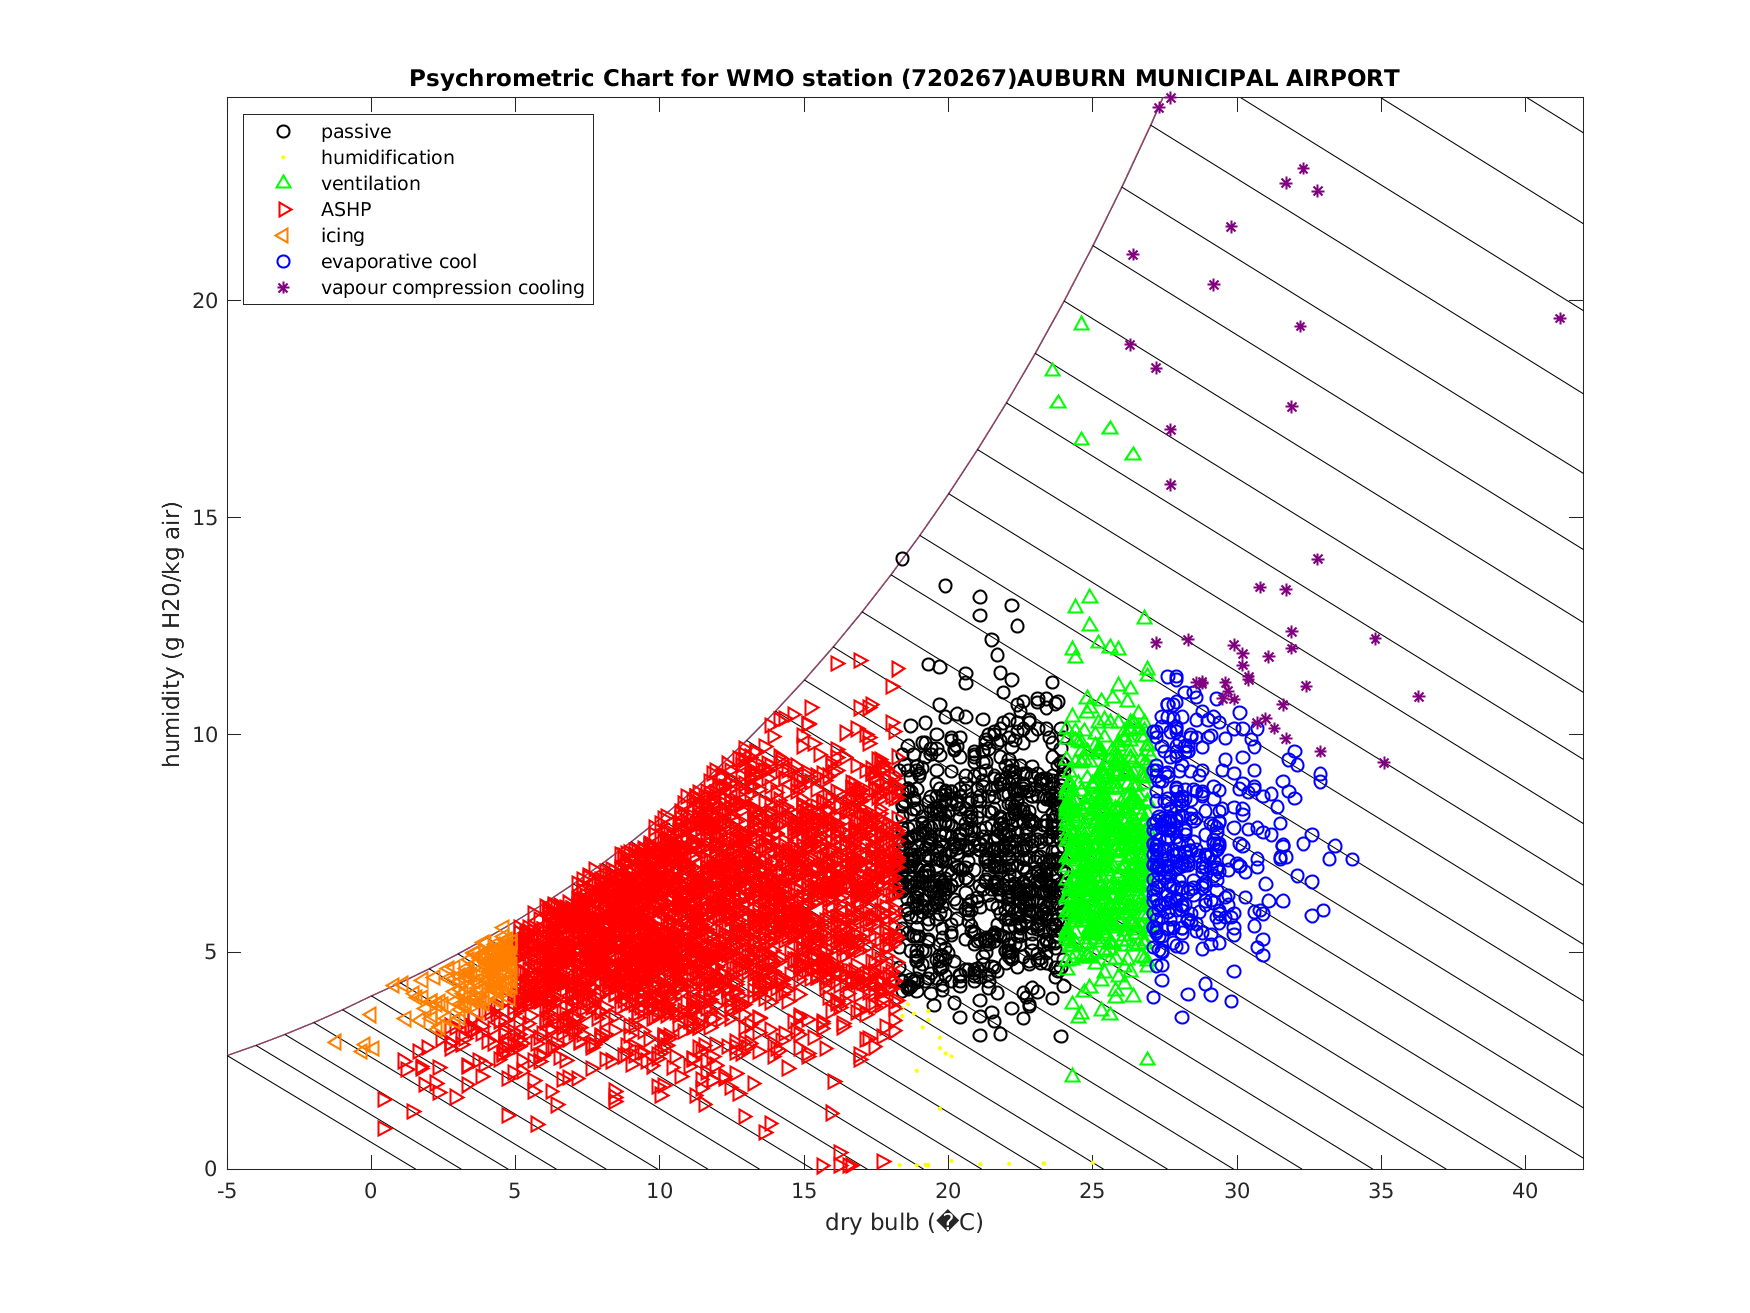 Psychrometric Chart for WMO station (720267)AUBURN MUNICIPAL AIRPORT
passive
humidification
ventilation
ASHP
icing
evaporative cool
vapour compression cooling
humidity (g H20/kg air)
20
15
10
5
0
-5 0 5 10 15 20 25 30 35 40
dry bulb (�C)